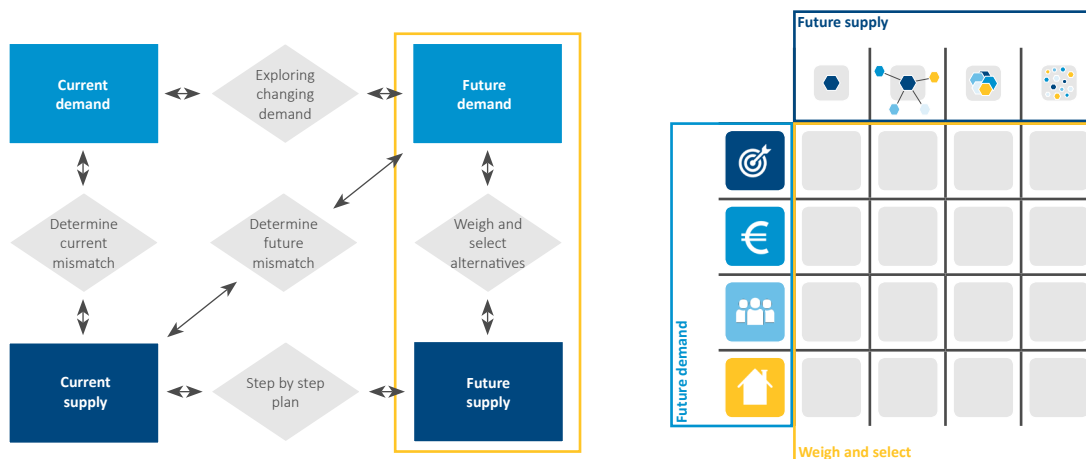 Current
demand
Exploring
changing
demand
Future
demand
Determine
current
mismatch
Determine
future
mismatch
Weigh and
select
alternatives
Current
supply
Step by step
plan
Future
supply
Future supply
€
Future demand
Weigh and select